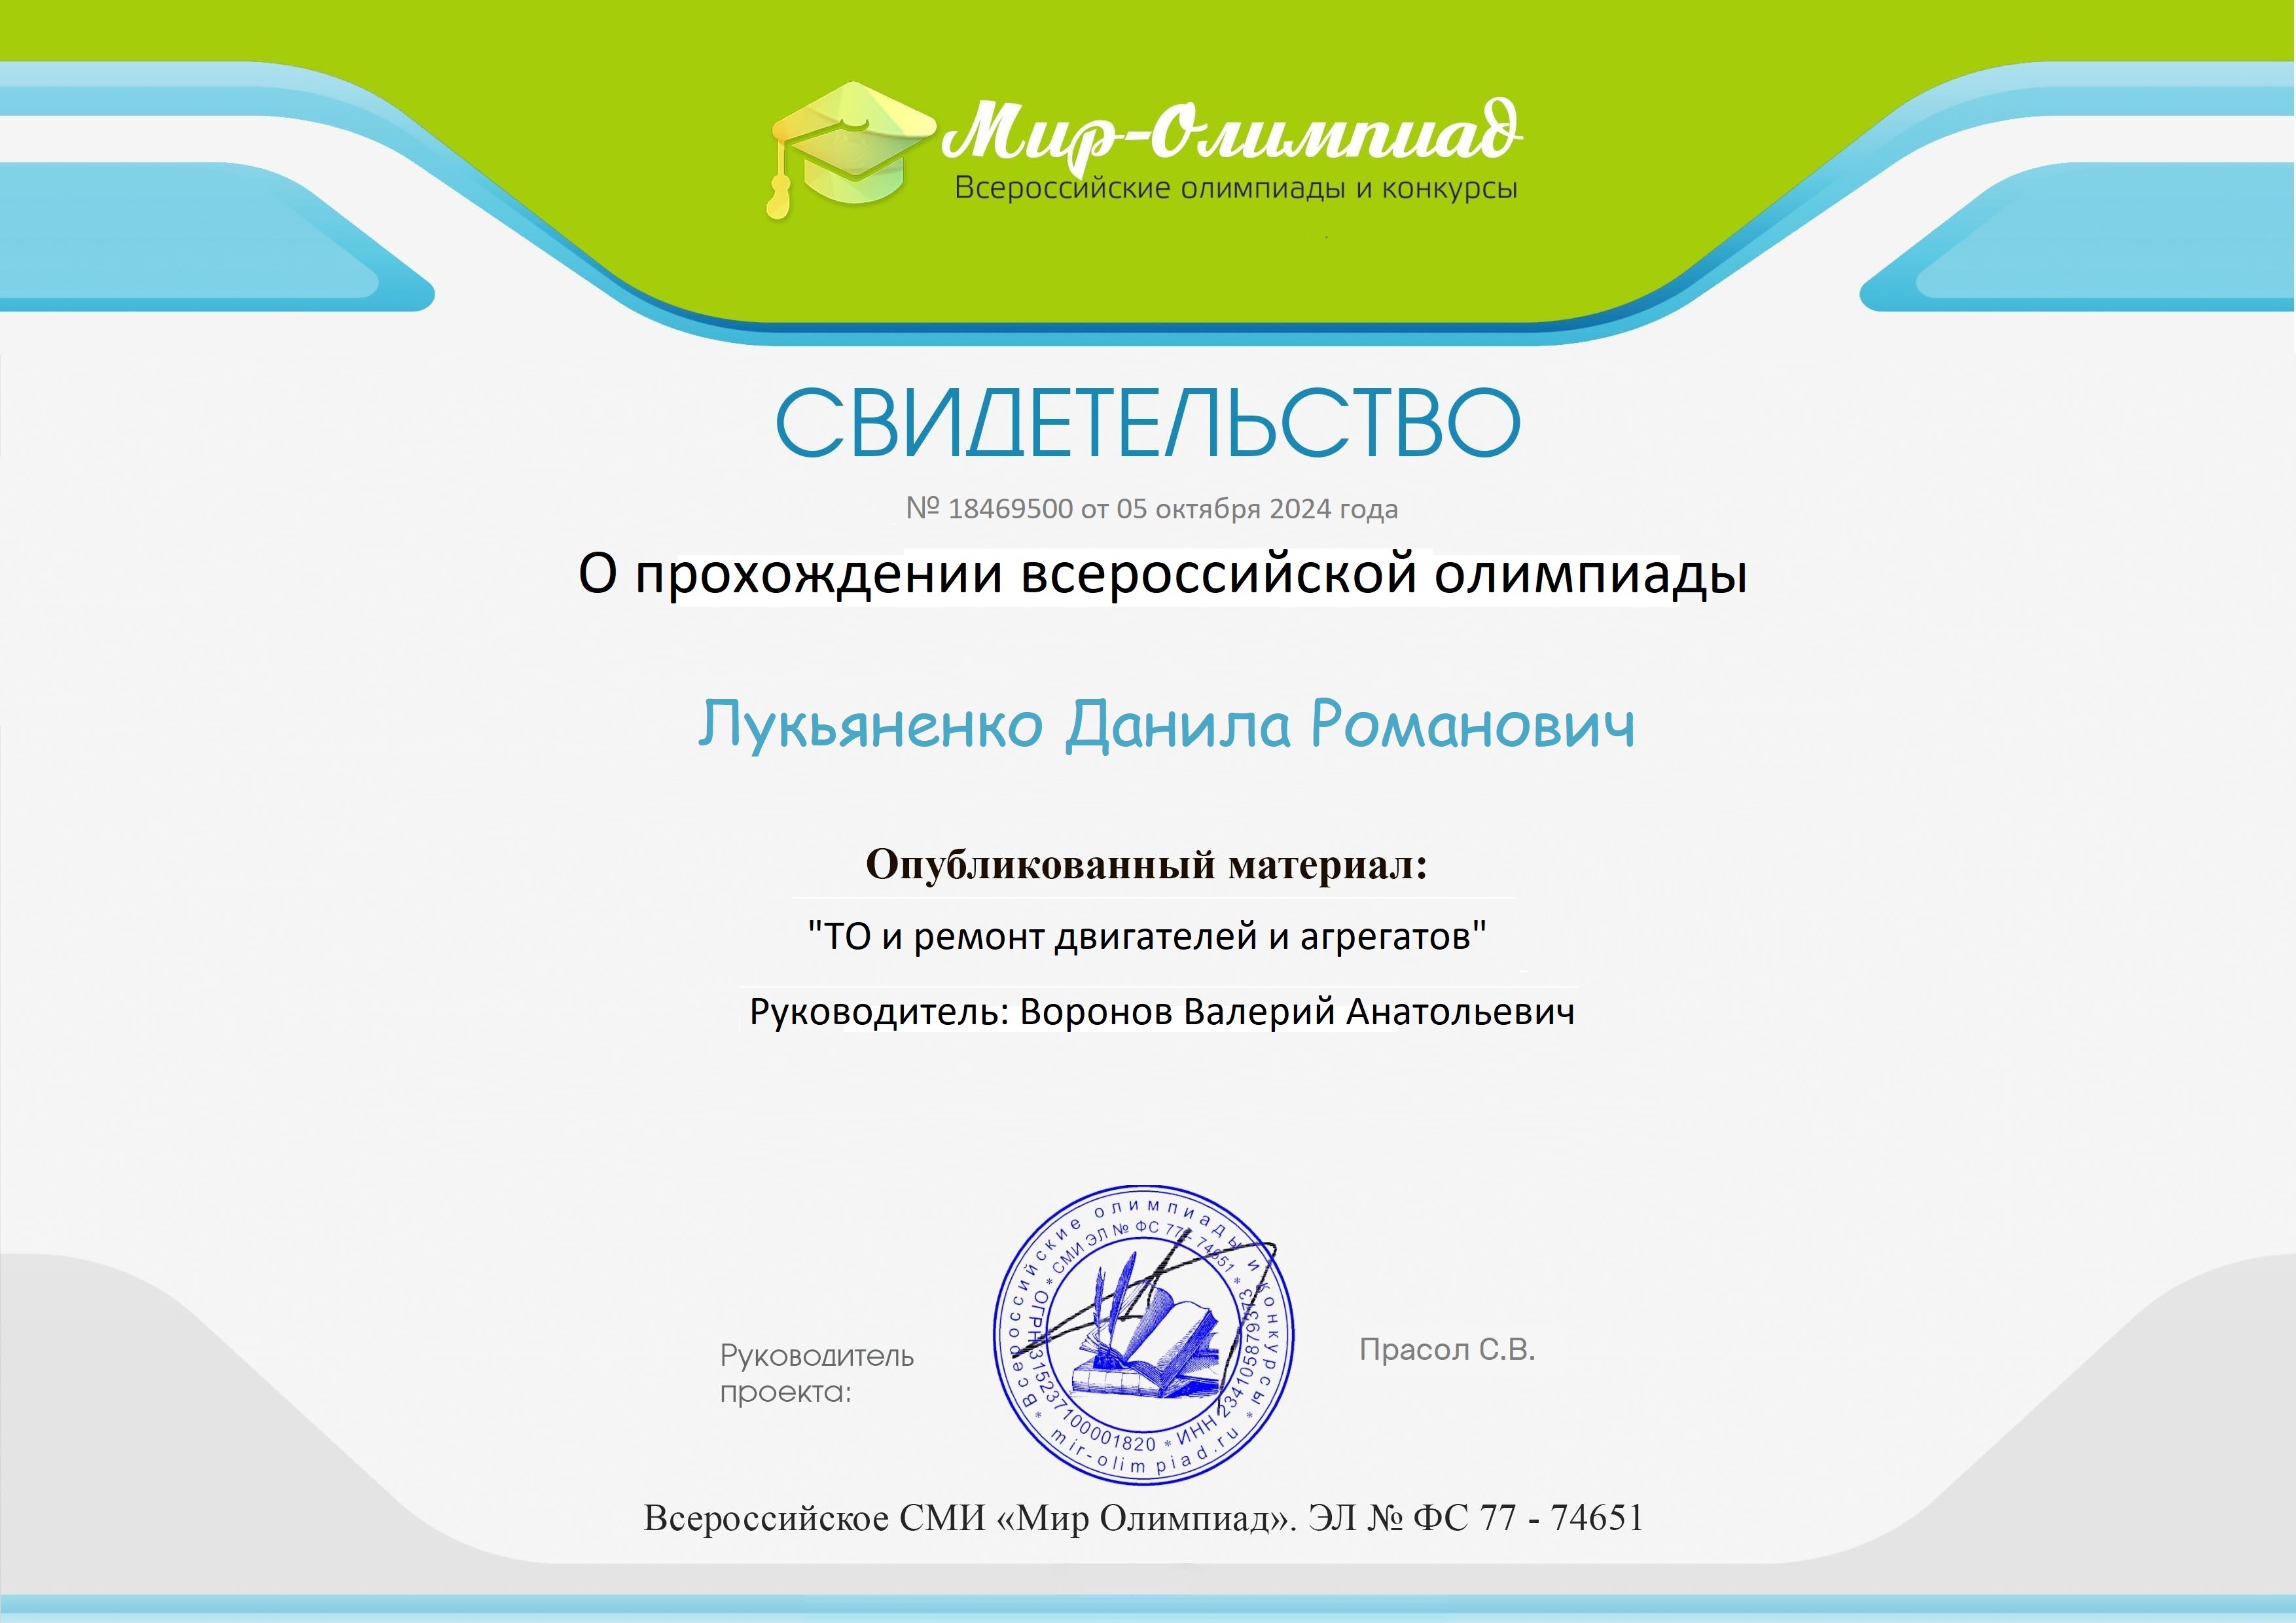 Мир-Олимпиад
Всероссийские олимпиады и конкурсы
СВИДЕТЕЛЬСТВО
№ 18469500 от 05 октября 2024 года
О прохождении всероссийской олимпиады
Лукьяненко Данила Романович
Опубликованный материал:
"ТО и ремонт двигателей и агрегатов"
Руководитель: Воронов Валерий Анатольевич
Руководитель
проекта:
* Всероссийские олимпиады и конкурсы *
mir-olimpiad.ru
* СМИ ЭЛ № ФС 77 - 74651 *
ОГРН 315237100001820 * ИНН 234105879373
Прасол С.В.
Всероссийское СМИ «Мир Олимпиад». ЭЛ № ФС 77 - 74651